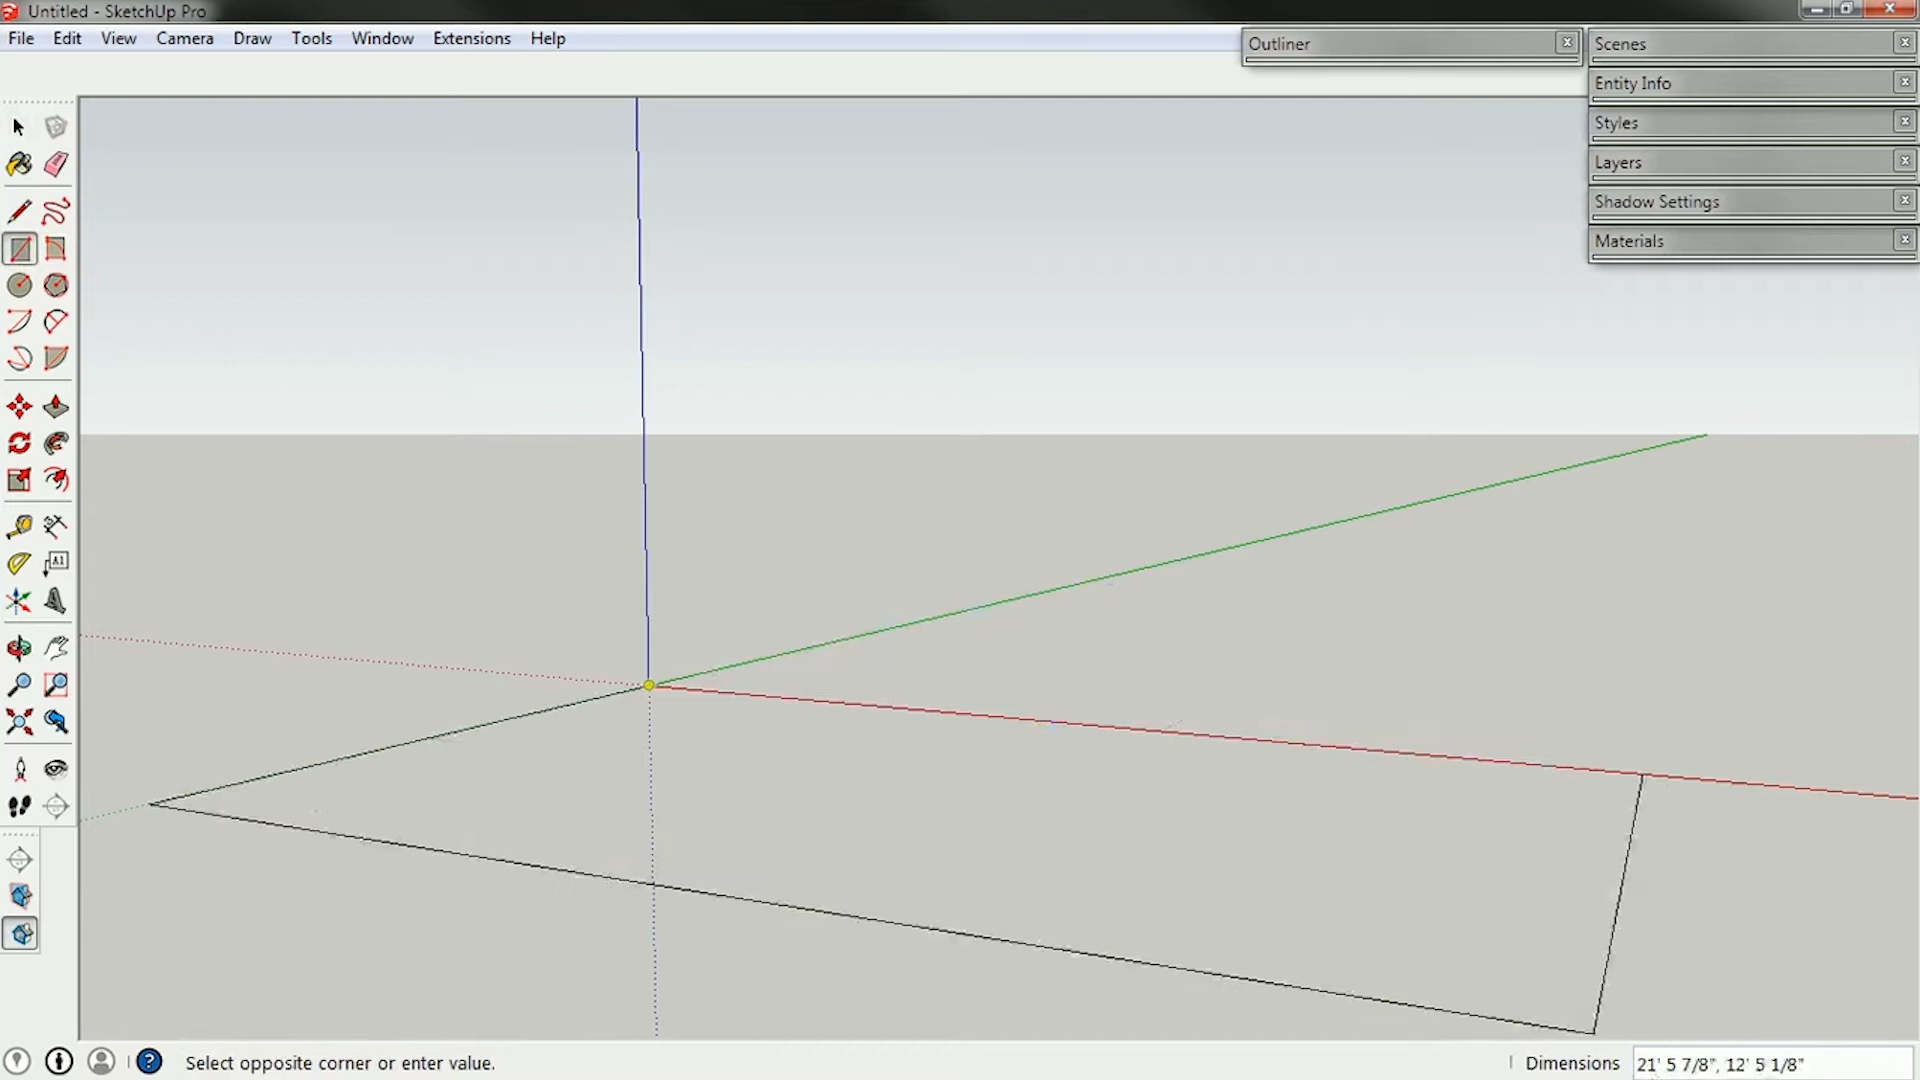 Untitled - SketchUp Pro
File Edit View Camera Draw Tools Window Extensions Help
Outliner
Scenes
Entity Info
Styles
Layers
Shadow Settings
Materials
A1
Select opposite corner or enter value.
Dimensions 21' 5 7/8", 12' 5 1/8"